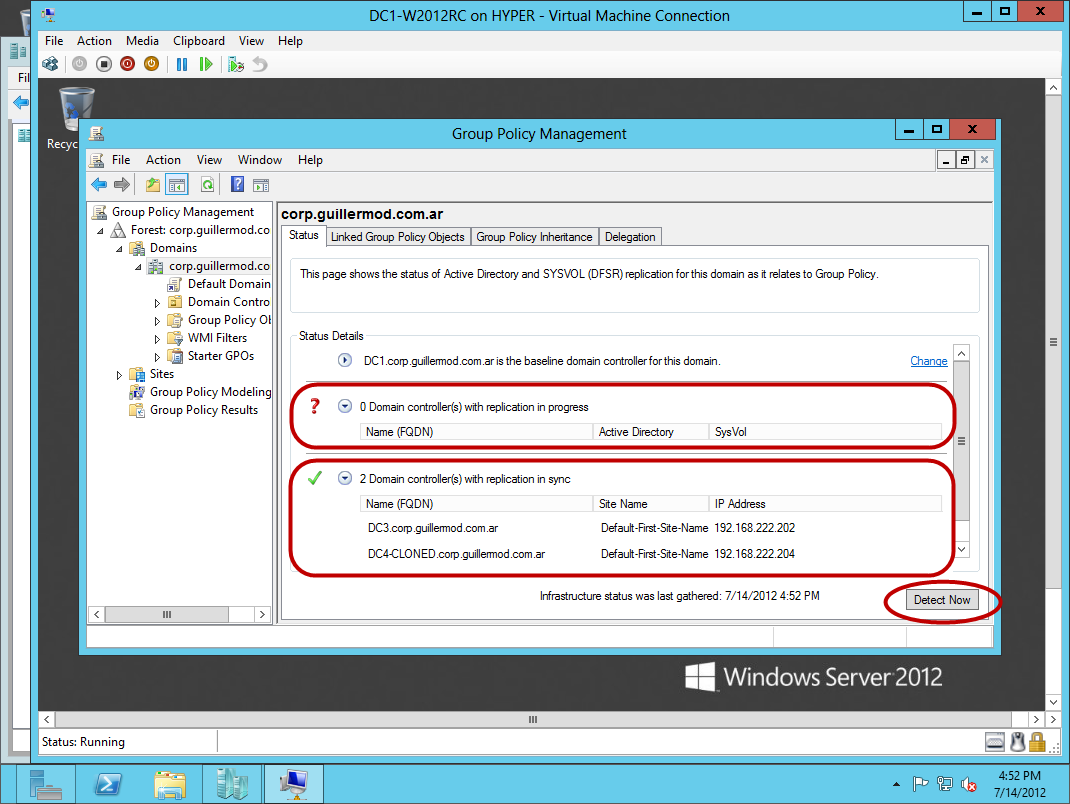 DC1-W2012RC on HYPER - Virtual Machine Connection
File Action Media Clipboard View Help
Fil
Recyc
Group Policy Management
File Action View Window Help
Group Policy Management
Forest: corp.guillermod.co
Domains
corp.guillermod.co
Default Domain
Domain Contro
Group Policy Ob
WMI Filters
Starter GPOs
Sites
Group Policy Modeling
Group Policy Results
corp.guillermod.com.ar
Status Linked Group Policy Objects Group Policy Inheritance Delegation
This page shows the status of Active Directory and SYSVOL (DFSR) replication for this domain as it relates to Group Policy.
Status Details
DC1.corp.guillermod.com.ar is the baseline domain controller for this domain. Change
0 Domain controller(s) with replication in progress
Name (FQDN) Active Directory SysVol
2 Domain controller(s) with replication in sync
Name (FQDN) Site Name IP Address
DC3.corp.guillermod.com.ar Default-First-Site-Name 192.168.222.202
DC4-CLONED.corp.guillermod.com.ar Default-First-Site-Name 192.168.222.204
Infrastructure status was last gathered: 7/14/2012 4:52 PM Detect Now
Windows Server 2012
Status: Running
4:52 PM
7/14/2012